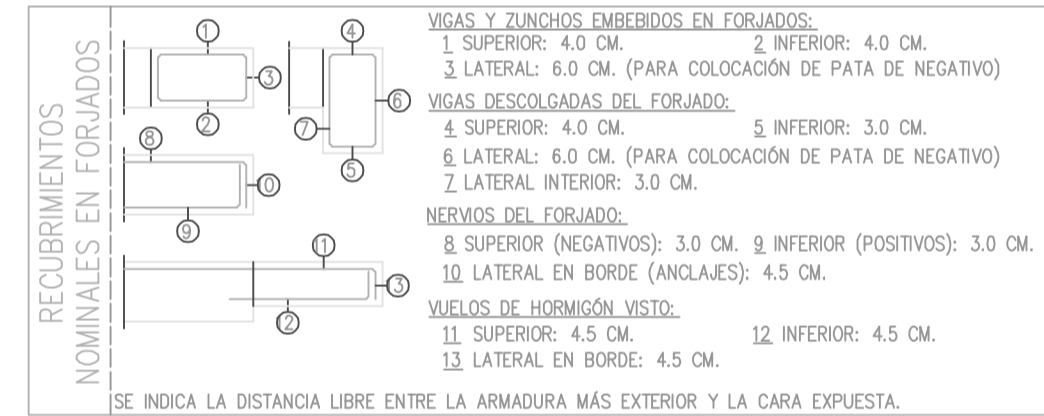 RECUBRIMIENTOS
NOMINALES EN FORJADOS
1
2
3
4
5
6
7
8
9
10
11
12
3
VIGAS Y ZUNCHOS EMBEBIDOS EN FORJADOS:
1 SUPERIOR: 4.0 CM. 2 INFERIOR: 4.0 CM.
3 LATERAL: 6.0 CM. (PARA COLOCACIÓN DE PATA DE NEGATIVO)
VIGAS DESCOLGADAS DEL FORJADO:
4 SUPERIOR: 4.0 CM. 5 INFERIOR: 3.0 CM.
6 LATERAL: 6.0 CM. (PARA COLOCACIÓN DE PATA DE NEGATIVO)
7 LATERAL INTERIOR: 3.0 CM.
NERVIOS DEL FORJADO:
8 SUPERIOR (NEGATIVOS): 3.0 CM. 9 INFERIOR (POSITIVOS): 3.0 CM.
10 LATERAL EN BORDE (ANCLAJES): 4.5 CM.
VUELOS DE HORMIGÓN VISTO:
11 SUPERIOR: 4.5 CM. 12 INFERIOR: 4.5 CM.
13 LATERAL EN BORDE: 4.5 CM.
SE INDICA LA DISTANCIA LIBRE ENTRE LA ARMADURA MÁS EXTERIOR Y LA CARA EXPUESTA.